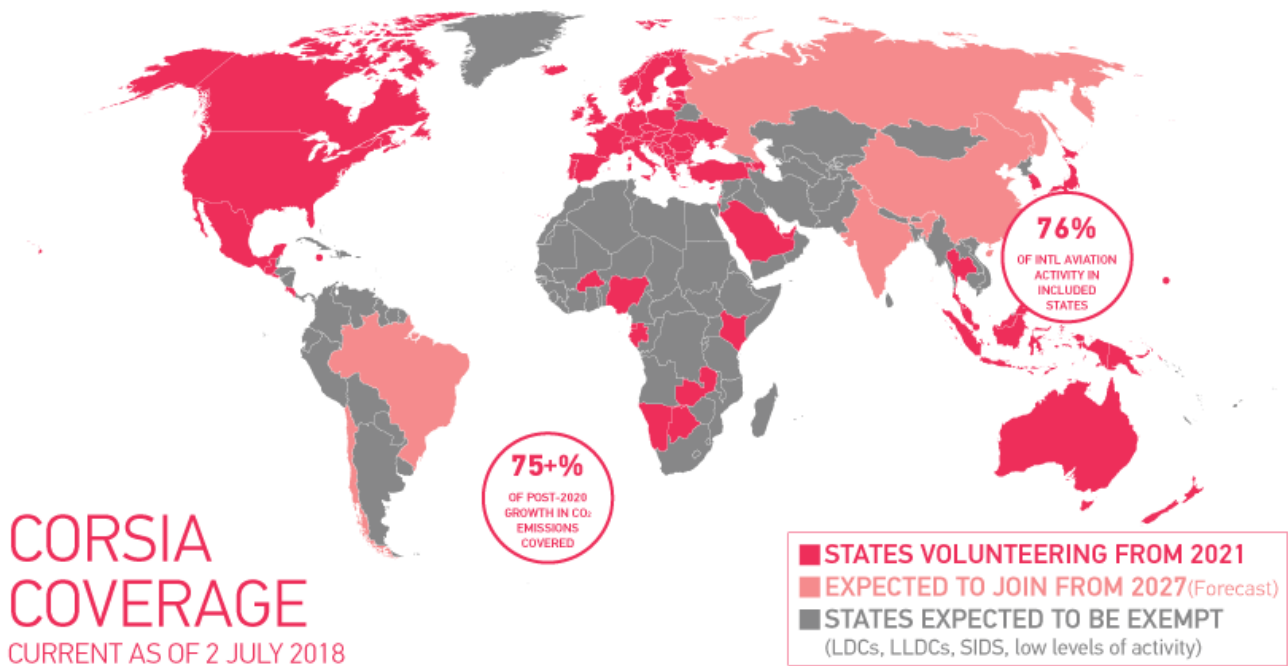 76%
OF INTL AVIATION
ACTIVITY IN
INCLUDED
STATES
75+%
OF POST-2020
GROWTH IN CO₂
EMISSIONS
COVERED
CORSIA
COVERAGE
CURRENT AS OF 2 JULY 2018
STATES VOLUNTEERING FROM 2021
EXPECTED TO JOIN FROM 2027 (Forecast)
STATES EXPECTED TO BE EXEMPT
(LDCs, LLDCs, SIDS, low levels of activity)